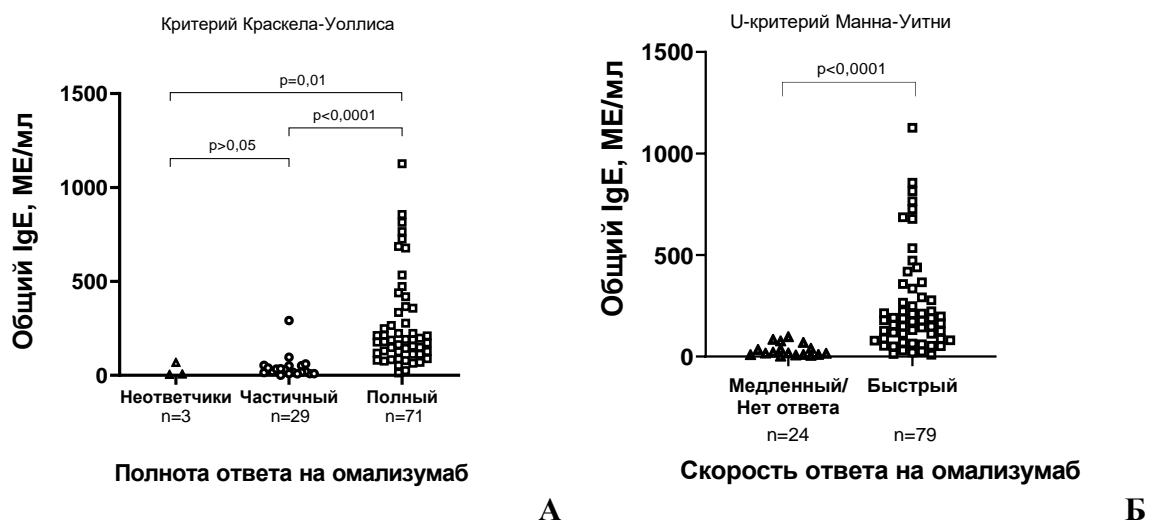 Критерий Краскела-Уоллиса
p=0,01
p<0,0001
p>0,05
Общий IgE, МЕ/мл
1500
1000
500
0
Неответчики
n=3
Частичный
n=29
Полный
n=71
Полнота ответа на омализумаб
А
U-критерий Манна-Уитни
p<0,0001
Общий IgE, МЕ/мл
1500
1000
500
0
Медленный/
Нет ответа
n=24
Быстрый
n=79
Скорость ответа на омализумаб
Б